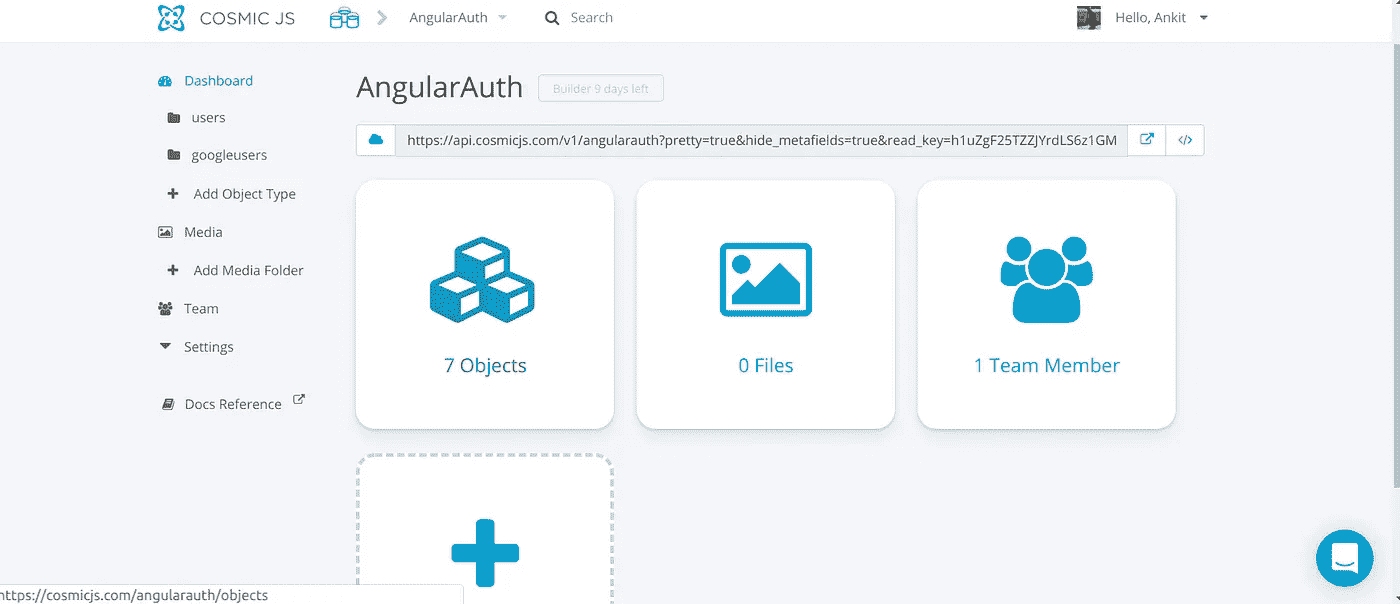 COSMIC JS
AngularAuth
Search
Hello, Ankit
Dashboard
users
googleusers
Add Object Type
Media
Add Media Folder
Team
Settings
Docs Reference
AngularAuth
Builder 9 days left
https://api.cosmicjs.com/v1/angularauth?pretty=true&hide_metafields=true&read_key=h1uZgF25TZZJYrdLS6z1GM
</>
7 Objects
0 Files
1 Team Member
https://cosmicjs.com/angularauth/objects